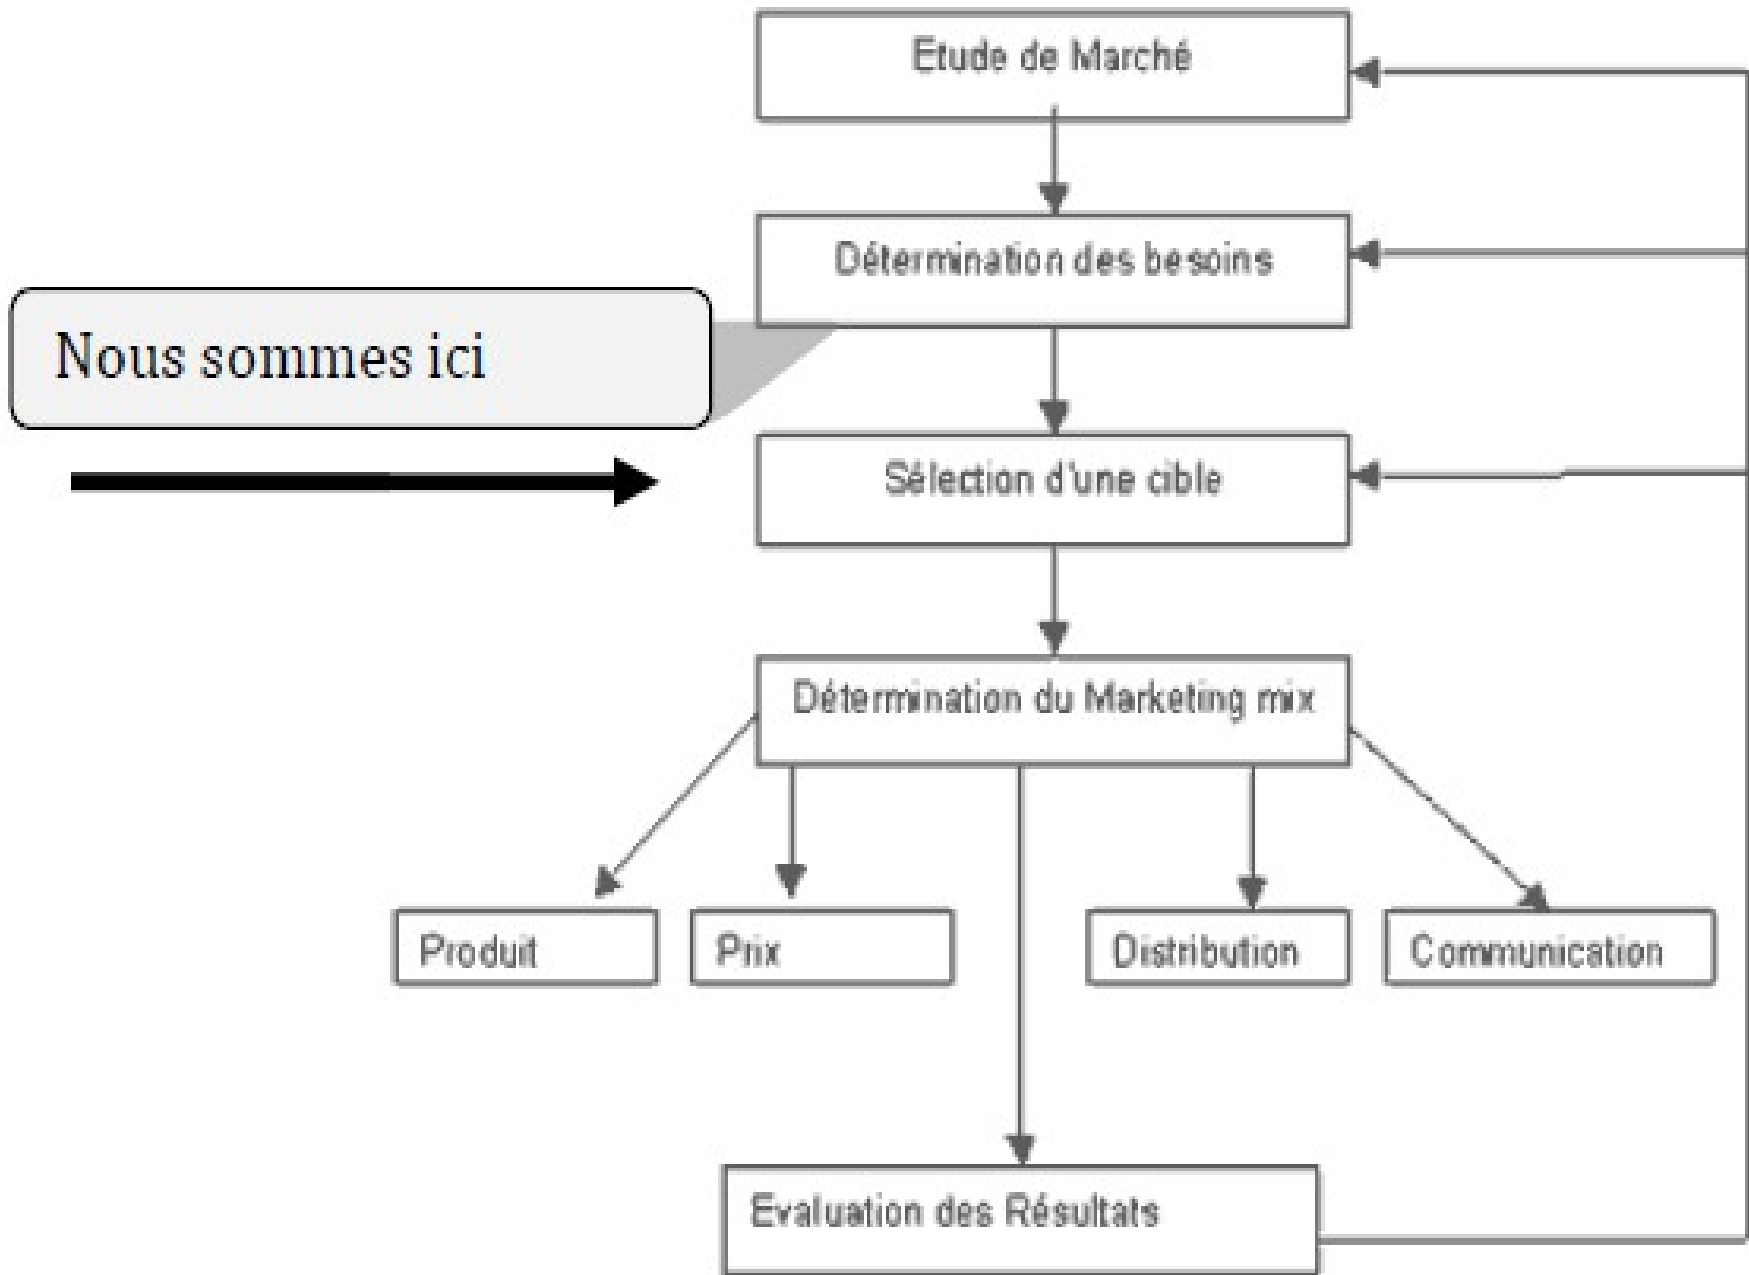 Etude de Marché
Détermination des besoins
Nous sommes ici
Sélection d'une cible
Détermination du Marketing mix
Produit
Prix
Distribution
Communication
Evaluation des Résultats